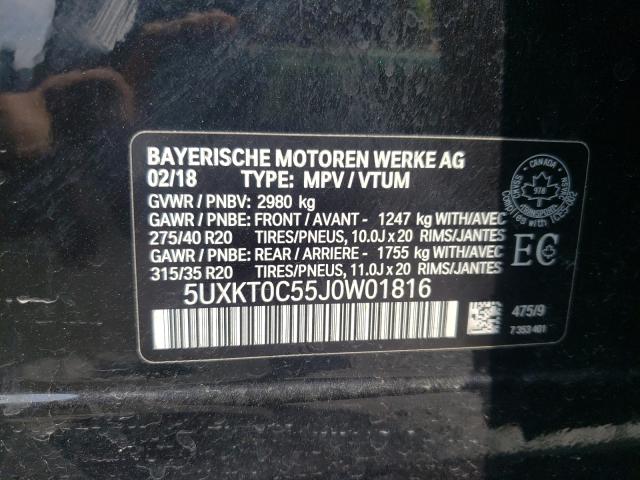 BAYERISCHE MOTOREN WERKE AG
02/18 TYPE: MPV / VTUM
GVWR / PNBV: 2980 kg
GAWR / PNBE: FRONT / AVANT - 1247 kg WITH/AVEC
275/40 R20 TIRES/PNEUS, 10.0J x 20 RIMS/JANTES
GAWR / PNBE: REAR / ARRIERE - 1755 kg WITH/AVEC
315/35 R20 TIRES/PNEUS, 11.0J x 20 RIMS/JANTES
5UXKT0C55J0W01816
CANADA
978
TRANSPORT
EC
475/9
7 353 401